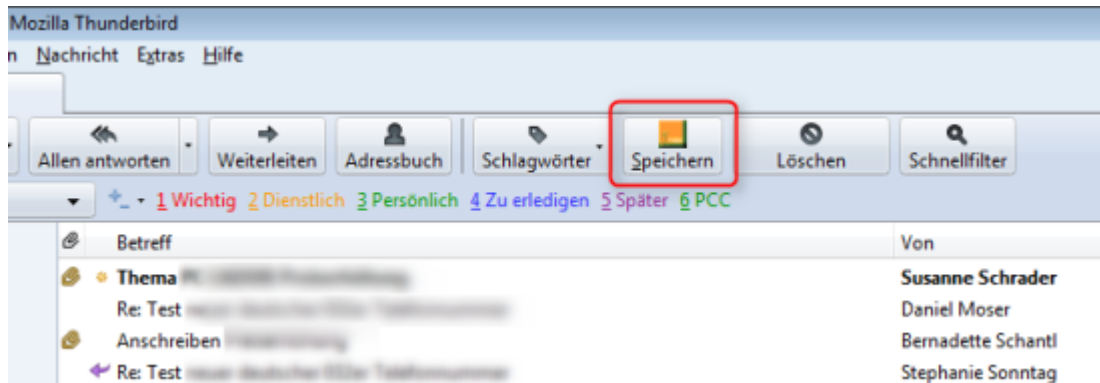 Mozilla Thunderbird
n Nachricht Extras Hilfe
Allen antworten Weiterleiten Adressbuch Schlagwörter Speichern Löschen Schnellfilter
1 Wichtig 2 Dienstlich 3 Persönlich 4 Zu erledigen 5 Später 6 PCC
Betreff Von
Thema Susanne Schrader
Re: Test Daniel Moser
Anschreiben Bernadette Schantl
Re: Test Stephanie Sonntag